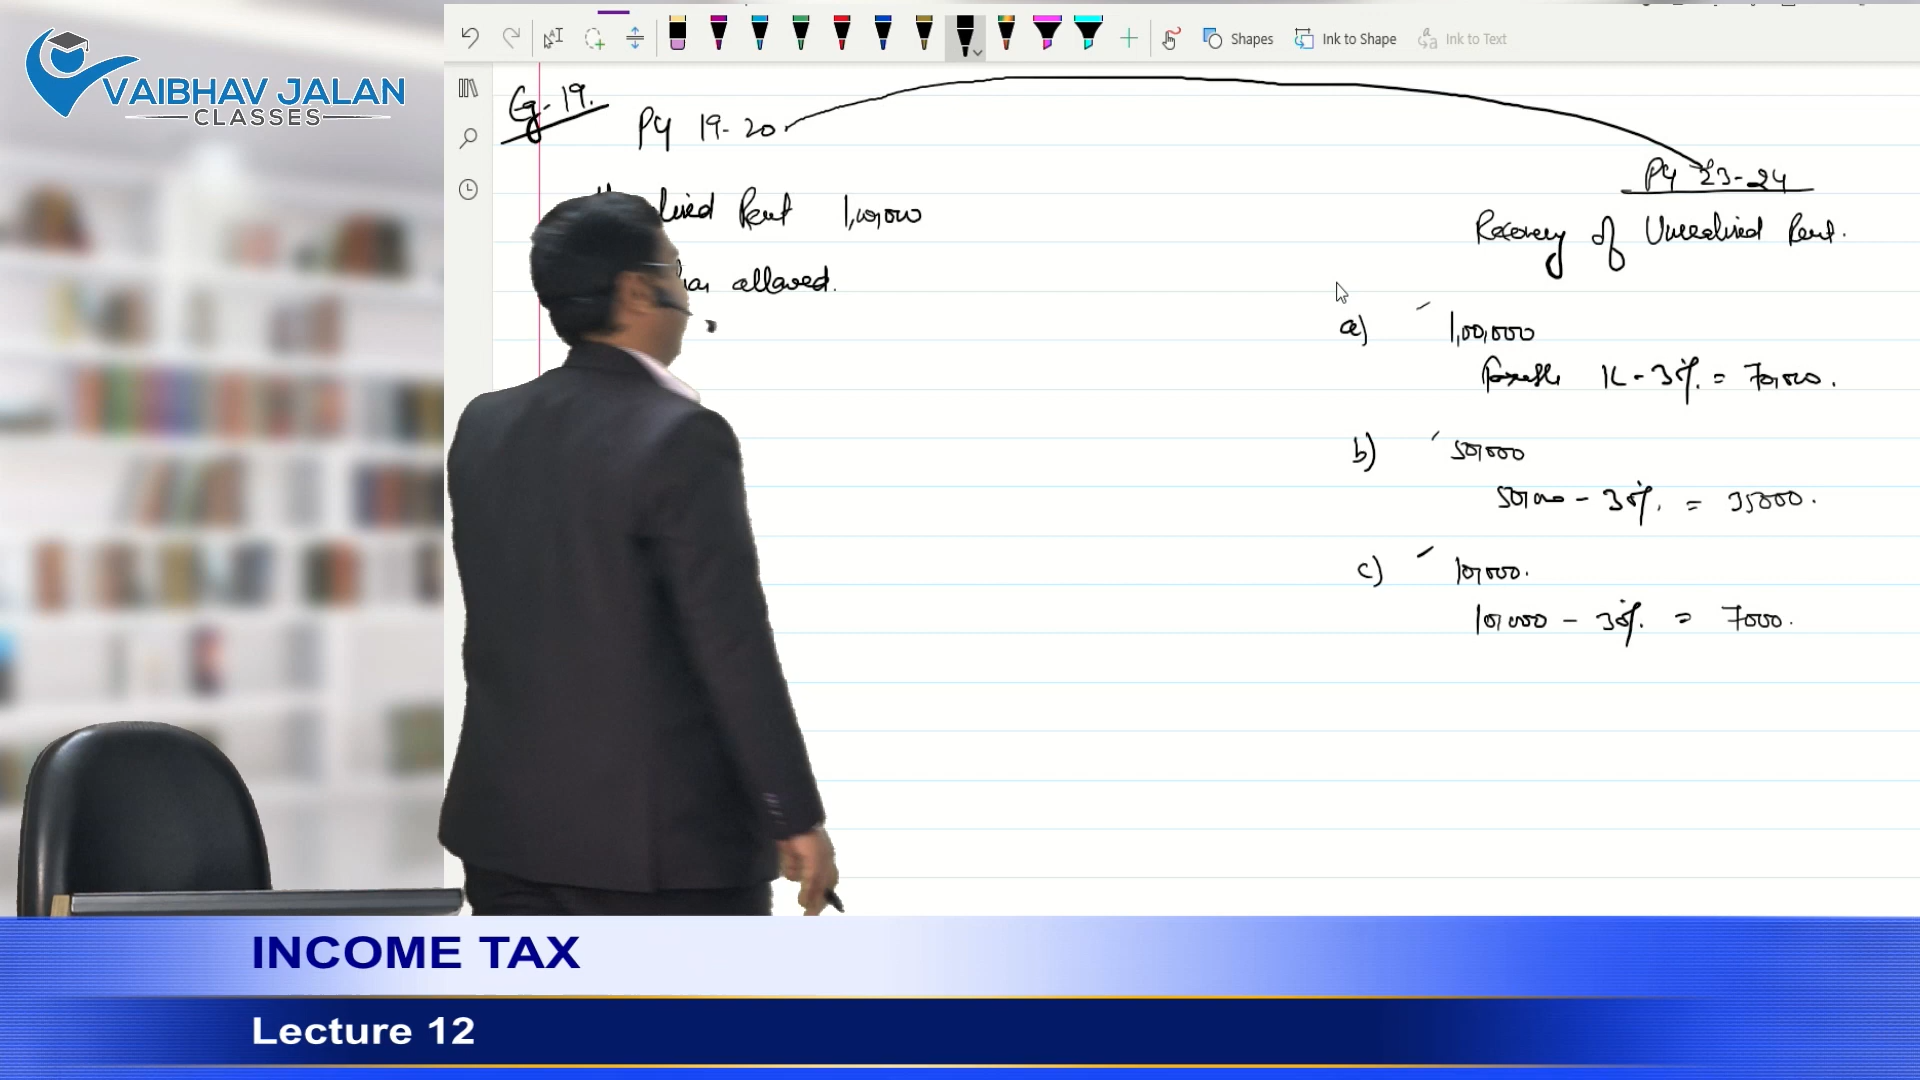 VAIBHAV JALAN
CLASSES
Shapes
Ink to Shape
Ink to Text
Eg-19.
PY 19-20
PY 23-24
lised Rent 1,00,000
Recovery of Unrealised Rent.
allowed.
a) 1,00,000
Taxable 1L - 30% = 70,000.
b) 50,000
50,000 - 30% = 35000.
c) 10,000.
10,000 - 30% = 7000.
INCOME TAX
Lecture 12